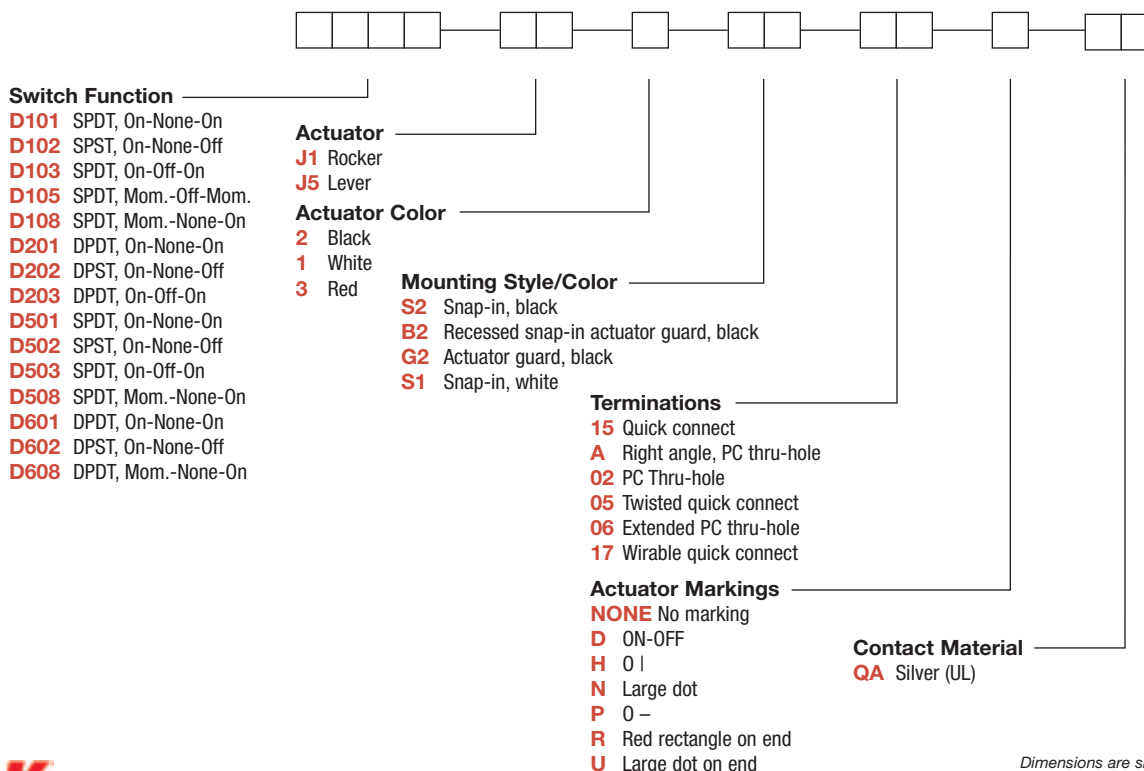 Switch Function
D101 SPDT, On-None-On
D102 SPST, On-None-Off
D103 SPDT, On-Off-On
D105 SPDT, Mom.-Off-Mom.
D108 SPDT, Mom.-None-On
D201 DPDT, On-None-On
D202 DPST, On-None-Off
D203 DPDT, On-Off-On
D501 SPDT, On-None-On
D502 SPST, On-None-Off
D503 SPDT, On-Off-On
D508 SPDT, Mom.-None-On
D601 DPDT, On-None-On
D602 DPST, On-None-Off
D608 DPDT, Mom.-None-On
Actuator
J1 Rocker
J5 Lever
Actuator Color
2 Black
1 White
3 Red
Mounting Style/Color
S2 Snap-in, black
B2 Recessed snap-in actuator guard, black
G2 Actuator guard, black
S1 Snap-in, white
Terminations
15 Quick connect
A Right angle, PC thru-hole
02 PC Thru-hole
05 Twisted quick connect
06 Extended PC thru-hole
17 Wirable quick connect
Actuator Markings
NONE No marking
D ON-OFF
H 0 |
N Large dot
P 0 –
R Red rectangle on end
U Large dot on end
Contact Material
QA Silver (UL)
Dimensions are